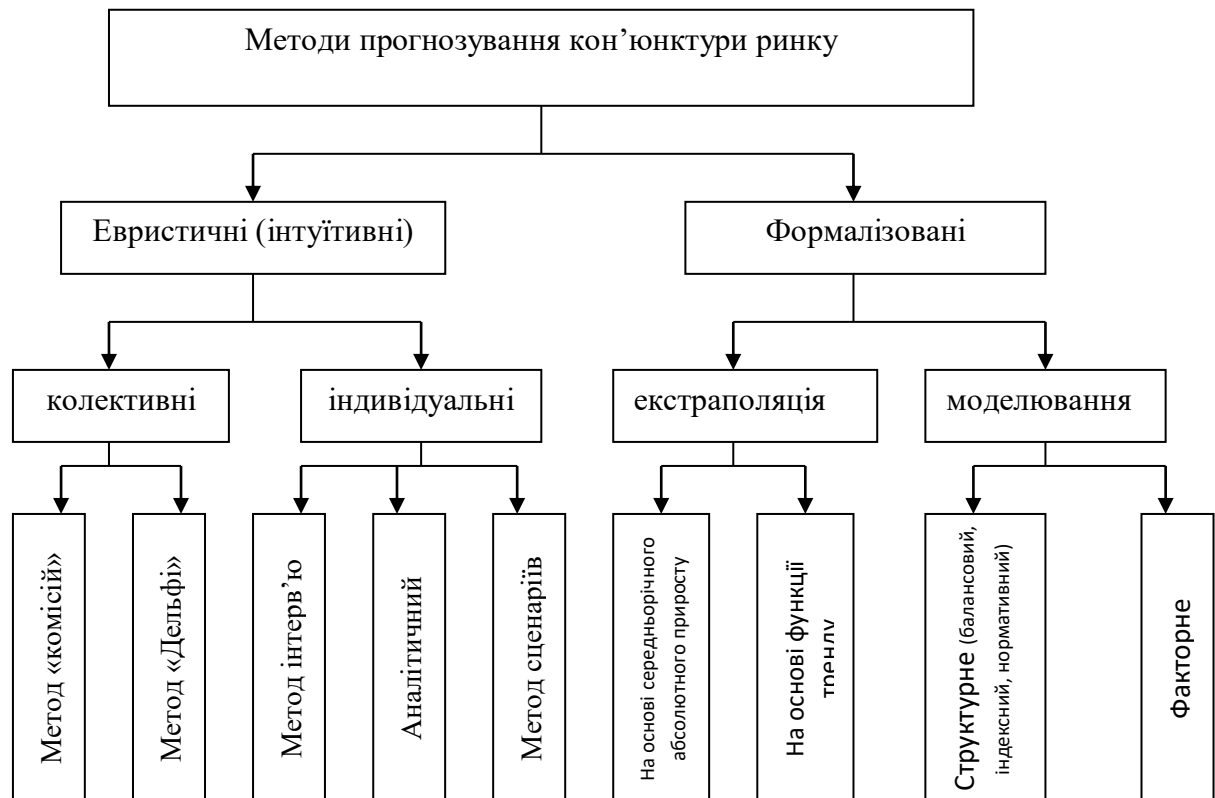 Методи прогнозування кон’юнктури ринку
Евристичні (інтуїтивні)
Формалізовані
колективні
індивідуальні
екстраполяція
моделювання
Метод «комісій»
Метод «Дельфі»
Метод інтерв’ю
Аналітичний
Метод сценаріїв
На основі середньорічного
абсолютного приросту
На основі функції
тренду
Структурне (балансовий,
індексний, нормативний)
Факторне